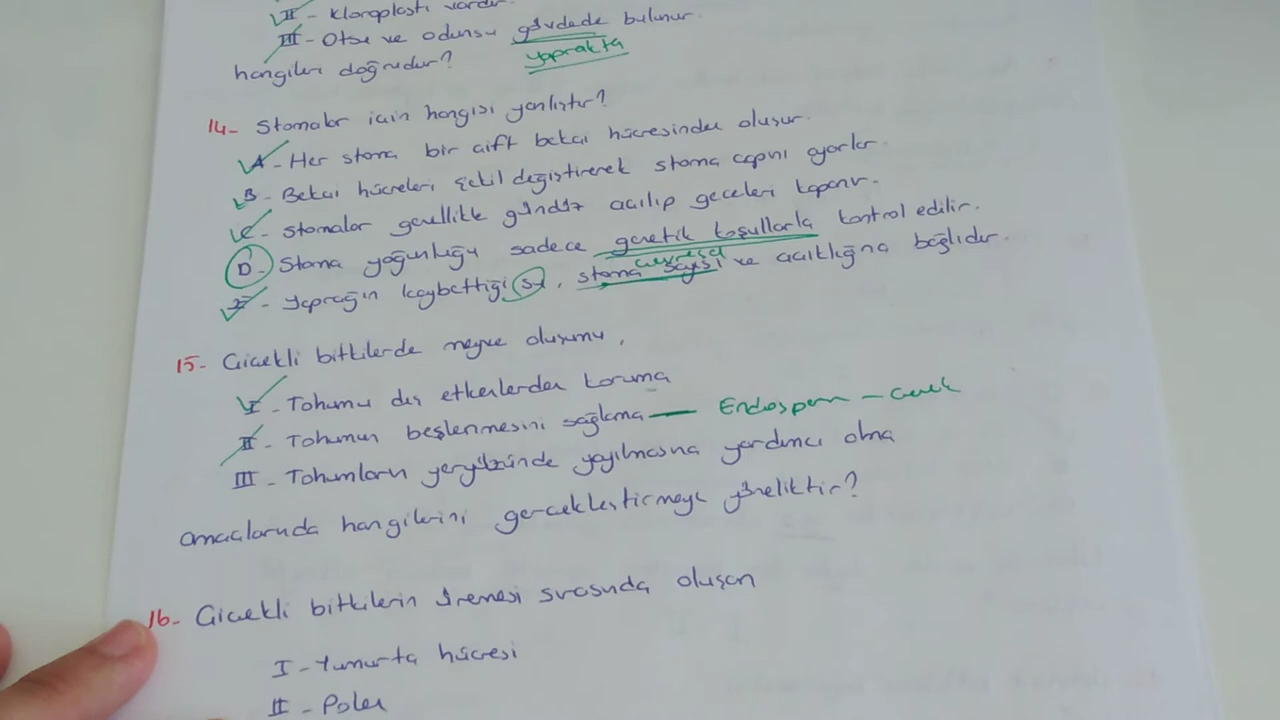 II - Kloroplastı vardır.
III - Otsu ve odunsu gövdede bulunur.
yaprakta
hangileri doğrudur?
14- Stomalar için hangisi yanlıştır?
A - Her stoma bir çift bekçi hücresinden oluşur.
B - Bekçi hücreleri şekil değiştirerek stoma çapını ayarlar.
C - Stomalar genellikle gündüz açılıp geceleri kapanır.
D - Stoma yoğunluğu sadece genetik koşullarla kontrol edilir.
çevresel
E - Yaprağın kaybettiği su, stoma sayısı ve açıklığına bağlıdır.
15- Çiçekli bitkilerde meyve oluşumu,
I - Tohumu dış etkenlerden koruma
II - Tohumun beslenmesini sağlama — Endosperm - çenek
III - Tohumların yeryüzünde yayılmasına yardımcı olma
amaçlarında hangilerini gerçekleştirmeye yöneliktir?
16- Çiçekli bitkilerin üremesi sırasında oluşan
I - Yumurta hücresi
II - Polen